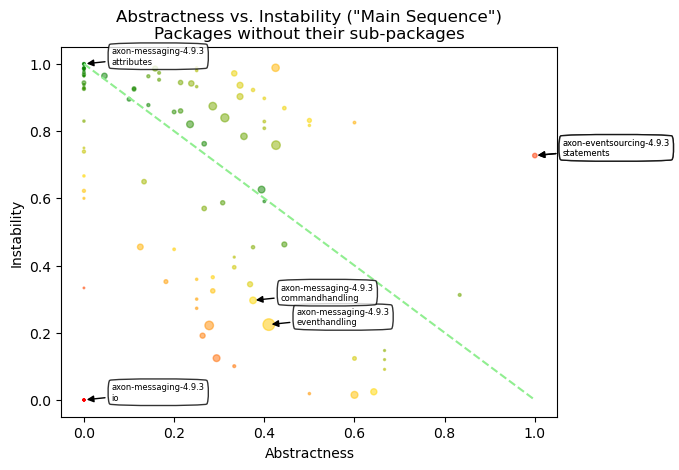 Abstractness vs. Instability ("Main Sequence")
Packages without their sub-packages
axon-messaging-4.9.3
attributes
axon-eventsourcing-4.9.3
statements
axon-messaging-4.9.3
commandhandling
axon-messaging-4.9.3
eventhandling
axon-messaging-4.9.3
io
Instability
1.0
0.8
0.6
0.4
0.2
0.0
0.0 0.2 0.4 0.6 0.8 1.0
Abstractness